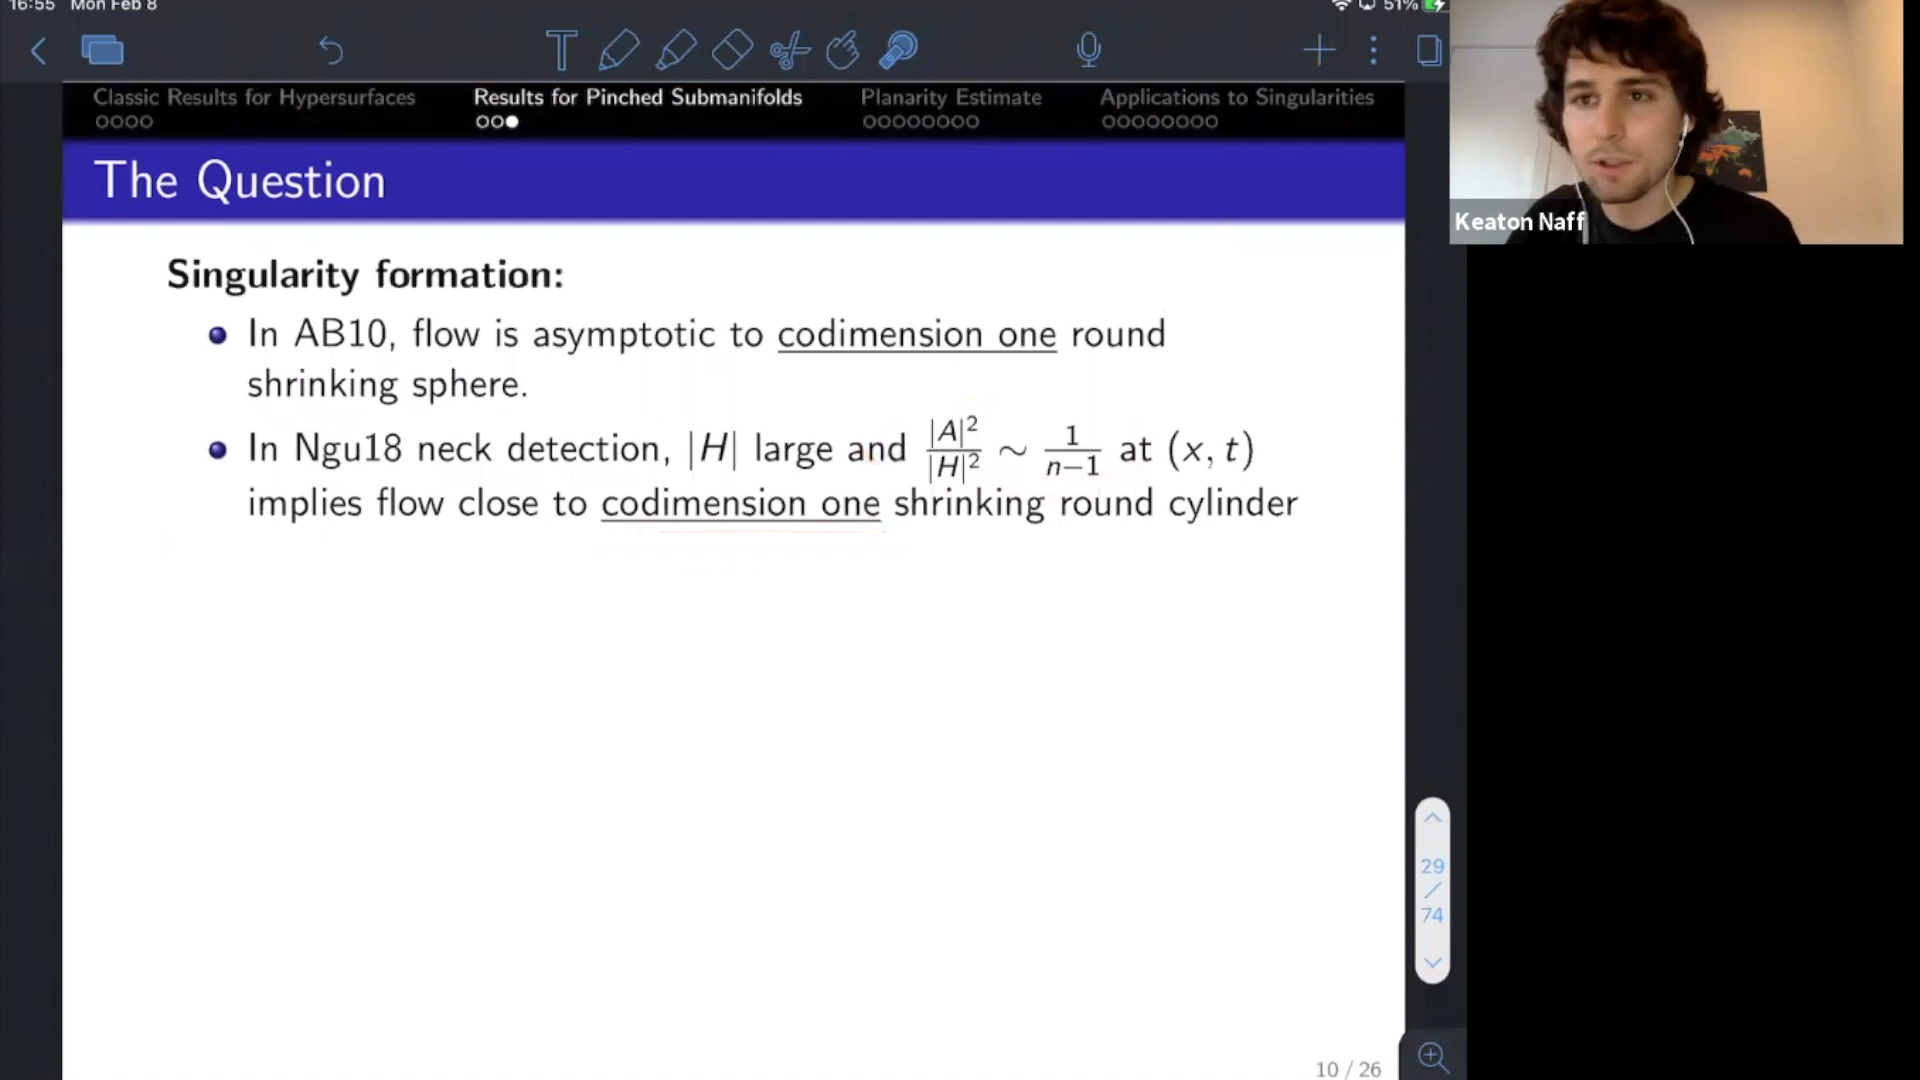 16:55 Mon Feb 8
51%
Classic Results for Hypersurfaces
Results for Pinched Submanifolds
Planarity Estimate
Applications to Singularities
The Question
Keaton Naff
Singularity formation:
In AB10, flow is asymptotic to codimension one round
shrinking sphere.
In Ngu18 neck detection, |H| large and |A|²/|H|² ∼ 1/(n−1) at (x, t)
implies flow close to codimension one shrinking round cylinder
29
/
74
10 / 26